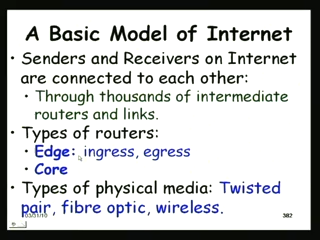 A Basic Model of Internet
• Senders and Receivers on Internet
are connected to each other:
• Through thousands of intermediate
routers and links.
• Types of routers:
• Edge: ingress, egress
• Core
• Types of physical media: Twisted
pair, fibre optic, wireless.
03/31/10 382